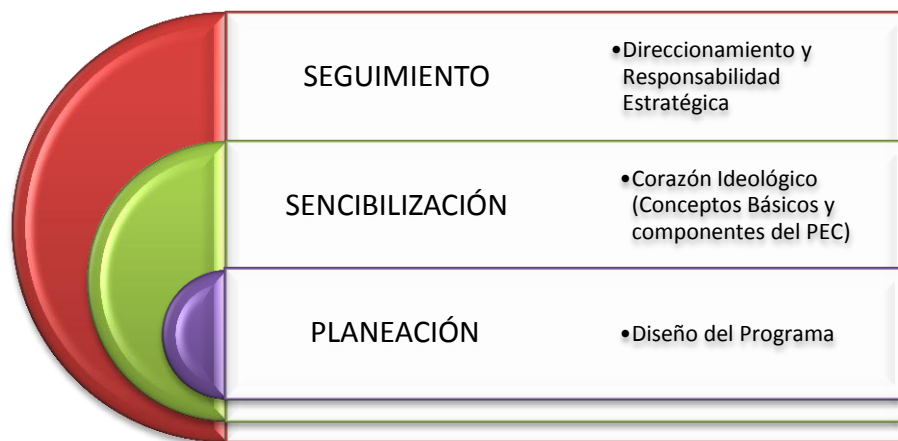 SEGUIMIENTO
•Direccionamiento y
Responsabilidad
Estratégica
SENCIBILIZACIÓN
•Corazón Ideológico
(Conceptos Básicos y
componentes del PEC)
PLANEACIÓN
•Diseño del Programa